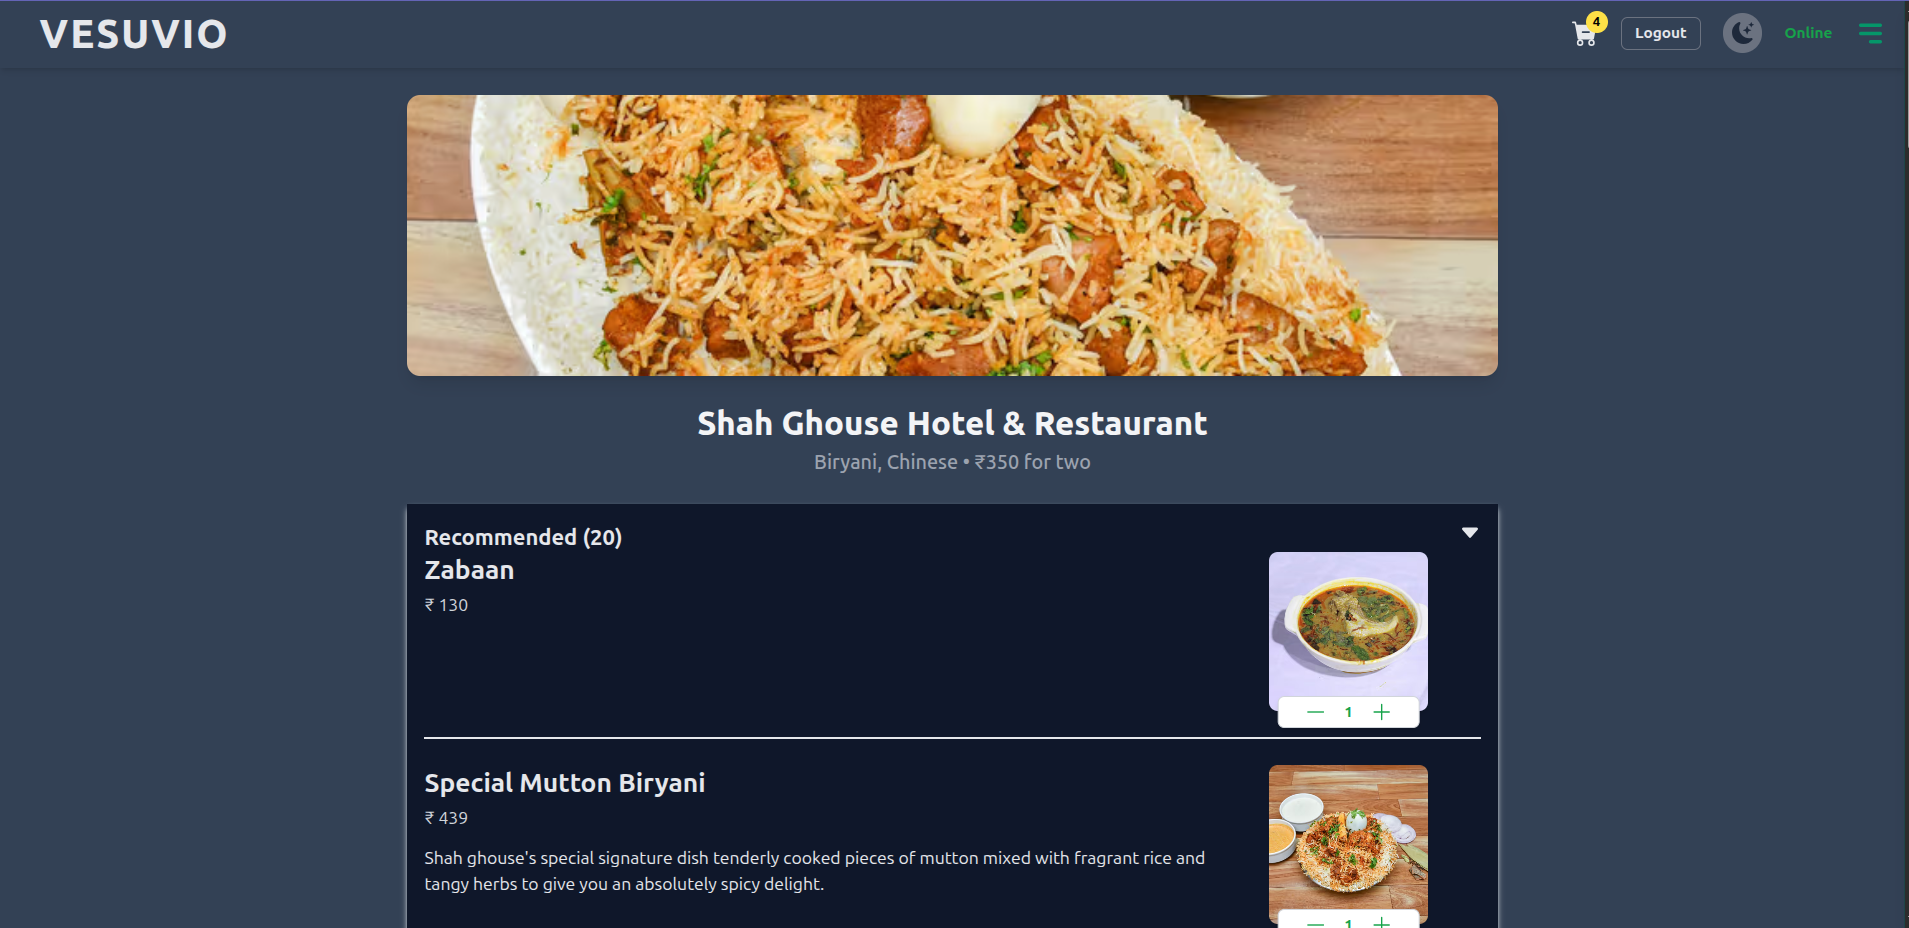 VESUVIO
4
Logout
Online
Shah Ghouse Hotel & Restaurant
Biryani, Chinese • ₹350 for two
Recommended (20)
Zabaan
₹ 130
1
Special Mutton Biryani
₹ 439
Shah ghouse's special signature dish tenderly cooked pieces of mutton mixed with fragrant rice and
tangy herbs to give you an absolutely spicy delight.
1